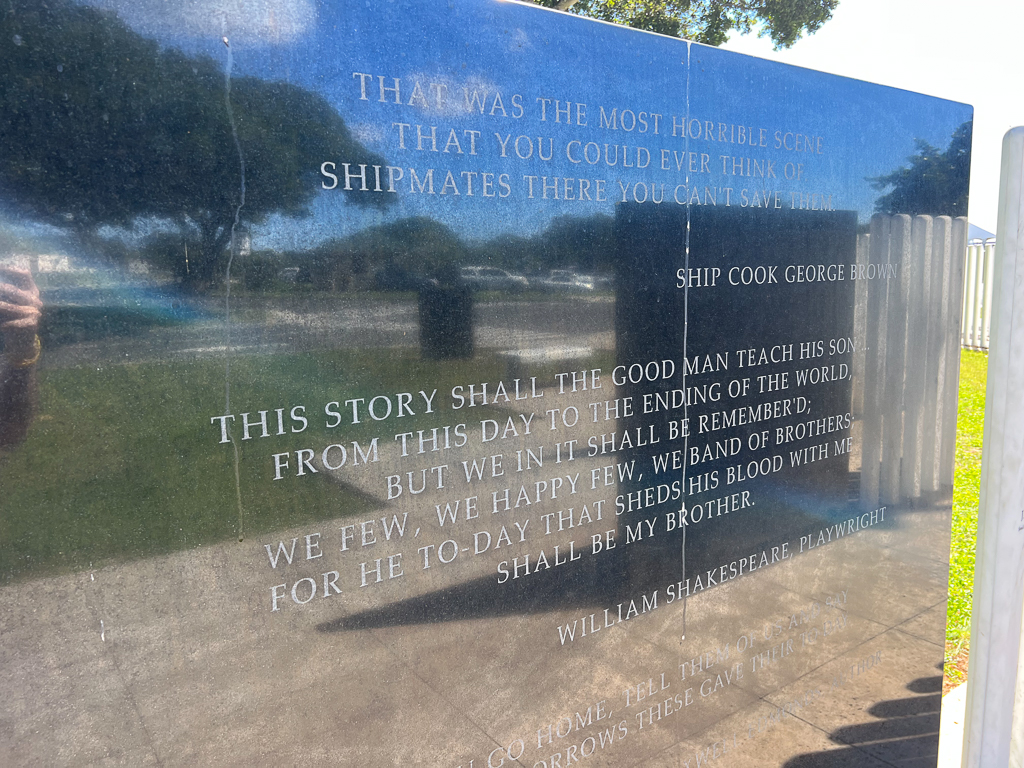 THAT WAS THE MOST HORRIBLE SCENE
THAT YOU COULD EVER THINK OF
SHIPMATES THERE YOU CAN'T SAVE THEM.
SHIP COOK GEORGE BROWN
THIS STORY SHALL THE GOOD MAN TEACH HIS SON...
FROM THIS DAY TO THE ENDING OF THE WORLD,
BUT WE IN IT SHALL BE REMEMBER'D;
WE FEW, WE HAPPY FEW, WE BAND OF BROTHERS;
FOR HE TO-DAY THAT SHEDS HIS BLOOD WITH ME
SHALL BE MY BROTHER.
WILLIAM SHAKESPEARE, PLAYWRIGHT
GO HOME, TELL THEM OF US AND SAY
THESE GAVE THEIR